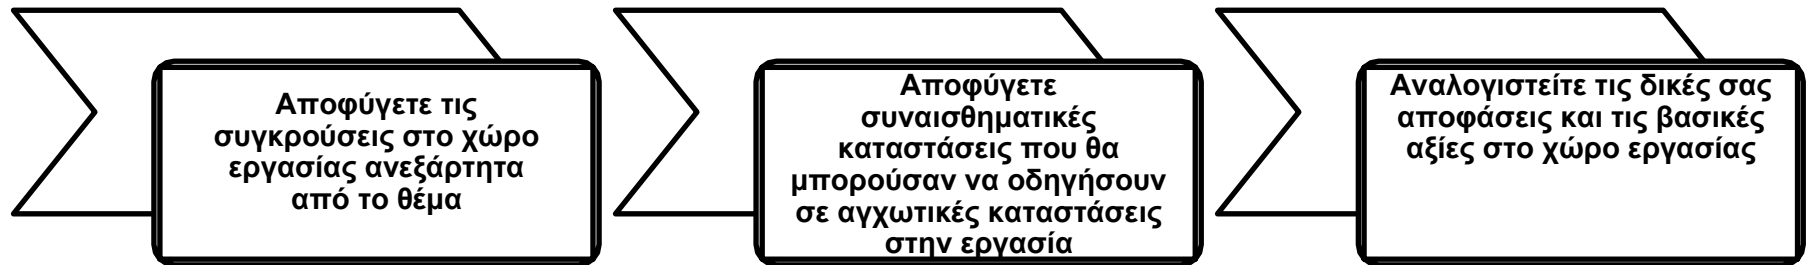 Αποφύγετε τις
συγκρούσεις στο χώρο
εργασίας ανεξάρτητα
από το θέμα
Αποφύγετε
συναισθηματικές
καταστάσεις που θα
μπορούσαν να οδηγήσουν
σε αγχωτικές καταστάσεις
στην εργασία
Αναλογιστείτε τις δικές σας
αποφάσεις και τις βασικές
αξίες στο χώρο εργασίας